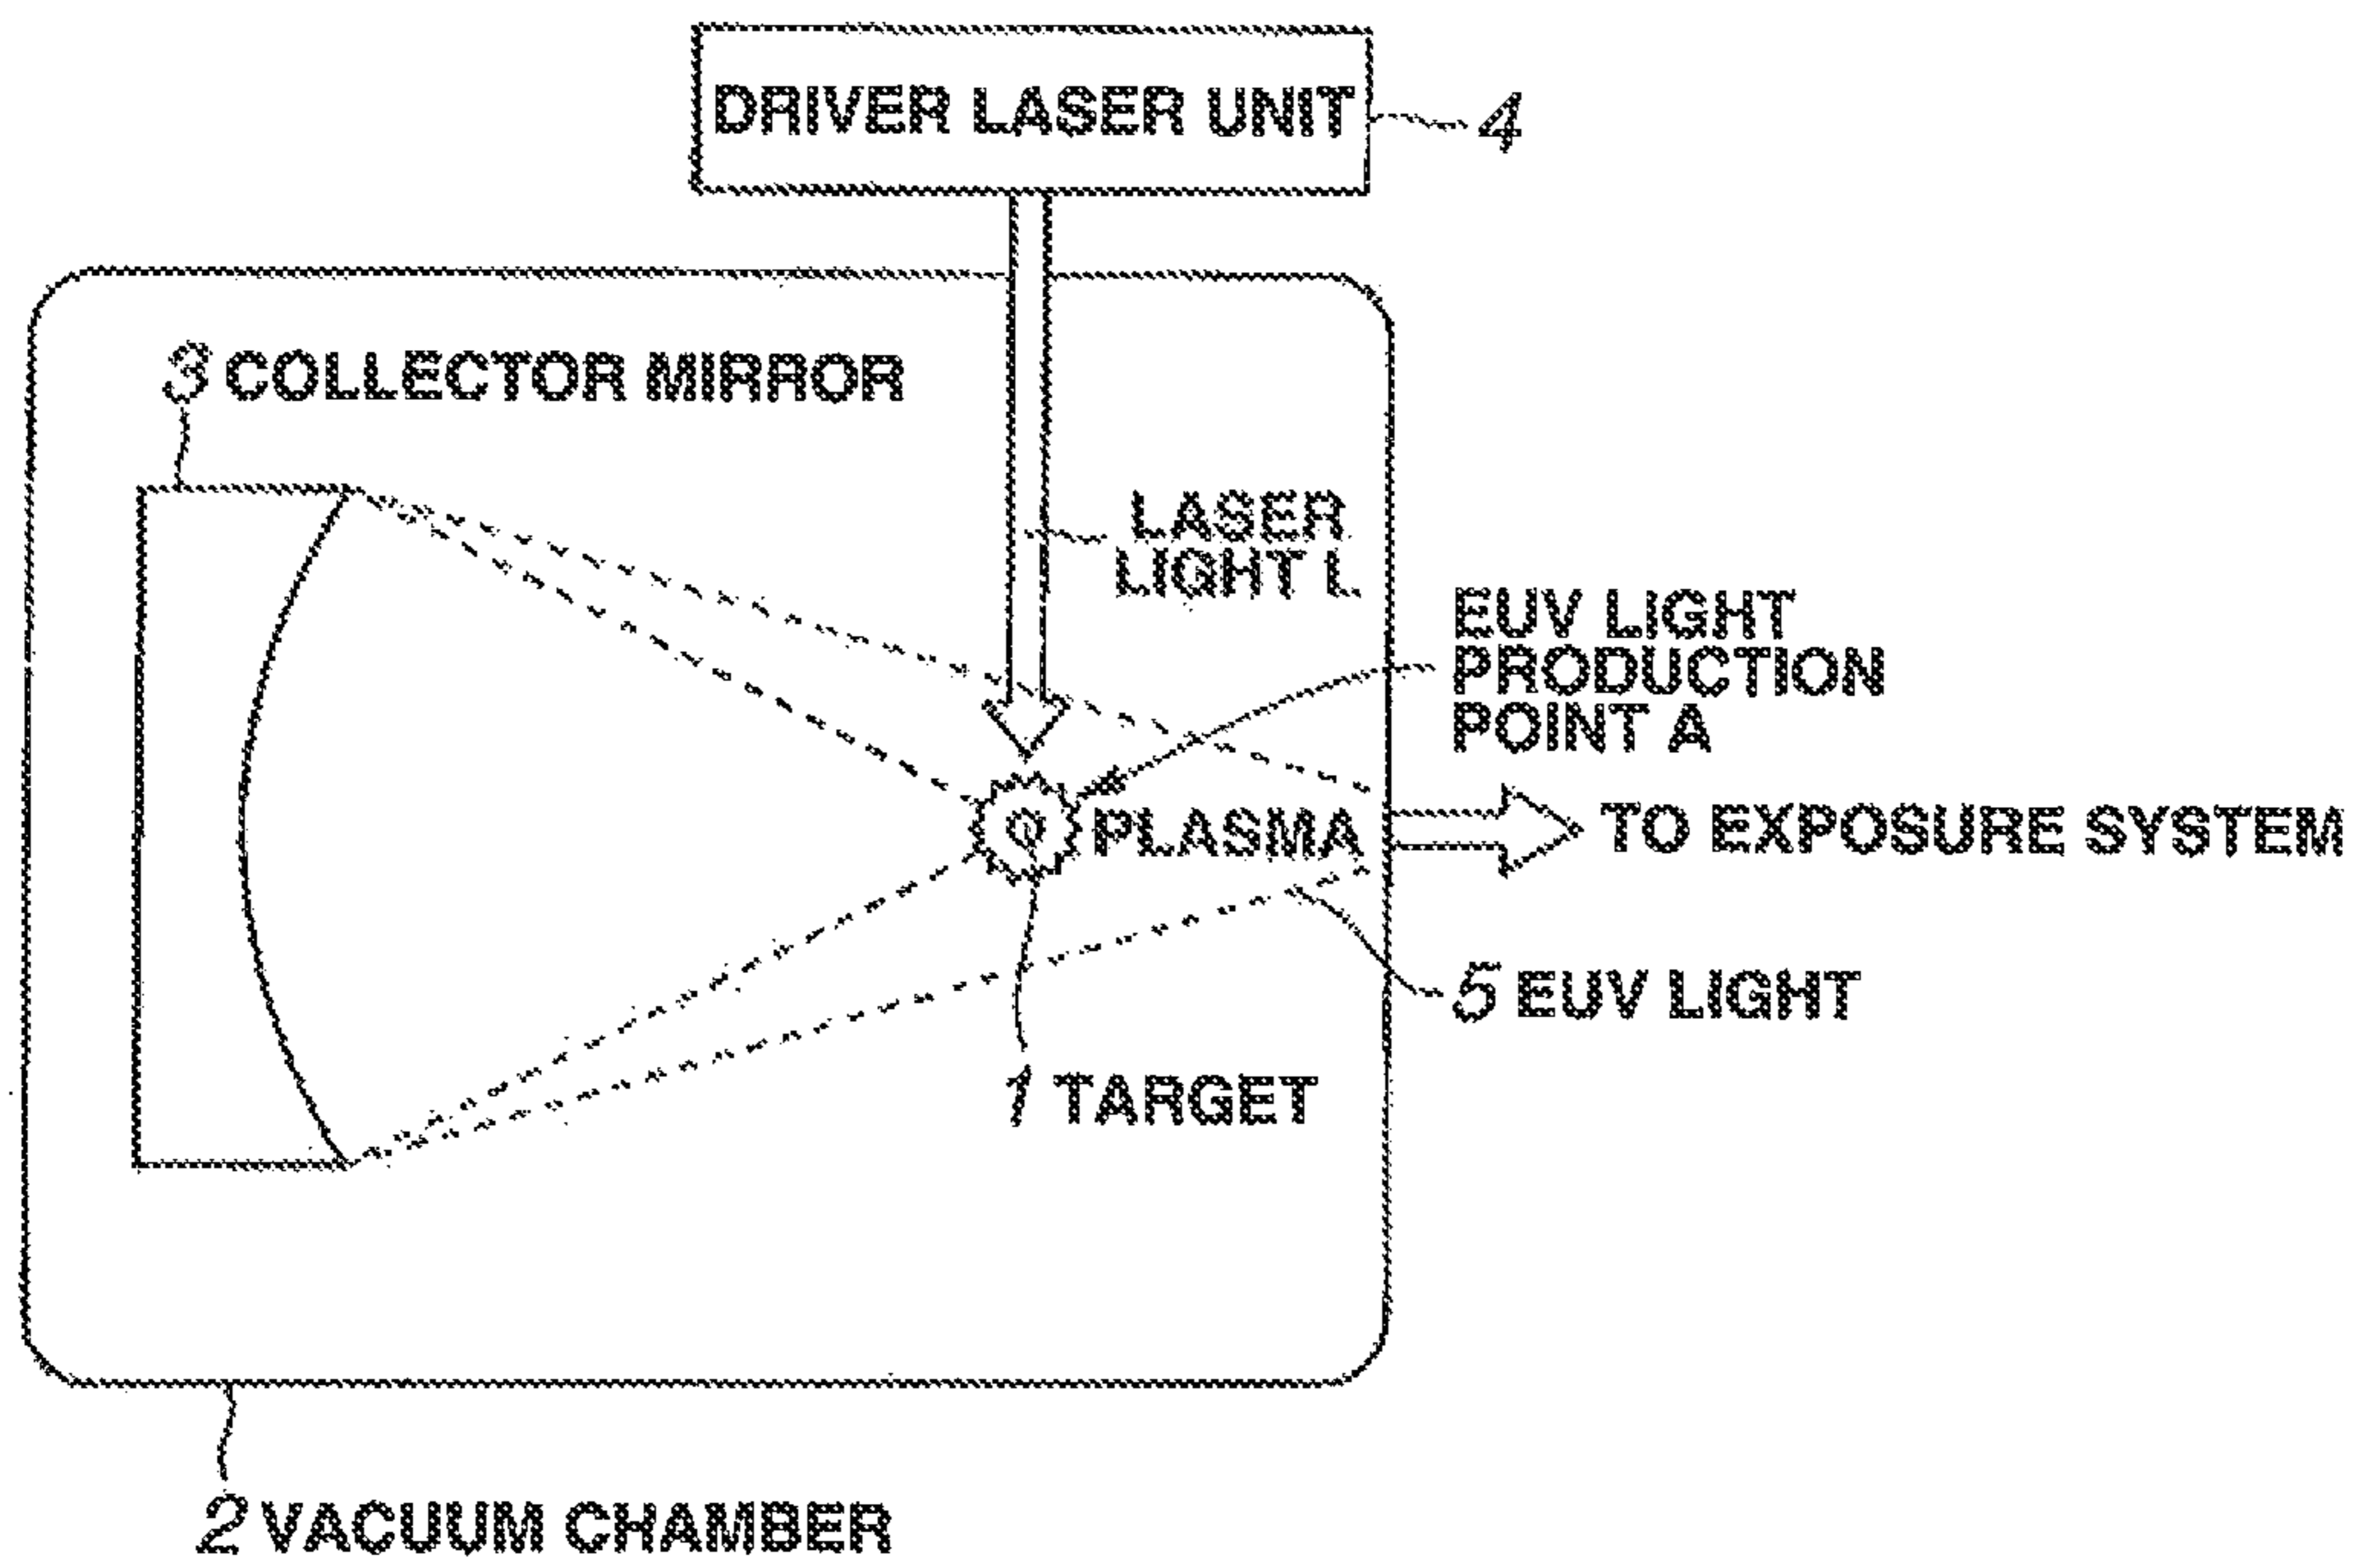 DRIVER LASER UNIT
4
3 COLLECTOR MIRROR
LASER
LIGHT L
EUV LIGHT
PRODUCTION
POINT A
PLASMA
TO EXPOSURE SYSTEM
5 EUV LIGHT
1 TARGET
2 VACUUM CHAMBER